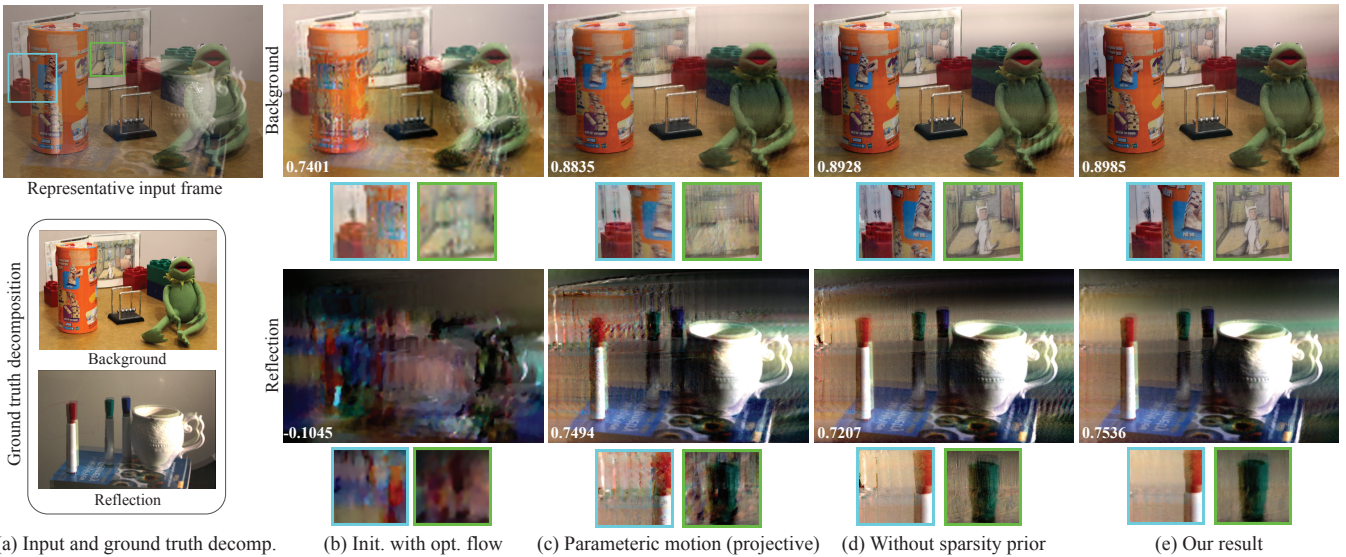 Representative input frame
Ground truth decomposition
Background
Reflection
(a) Input and ground truth decomp.
Background
0.7401
0.8835
0.8928
0.8985
Reflection
-0.1045
0.7494
0.7207
0.7536
(b) Init. with opt. flow
(c) Parameteric motion (projective)
(d) Without sparsity prior
(e) Our result